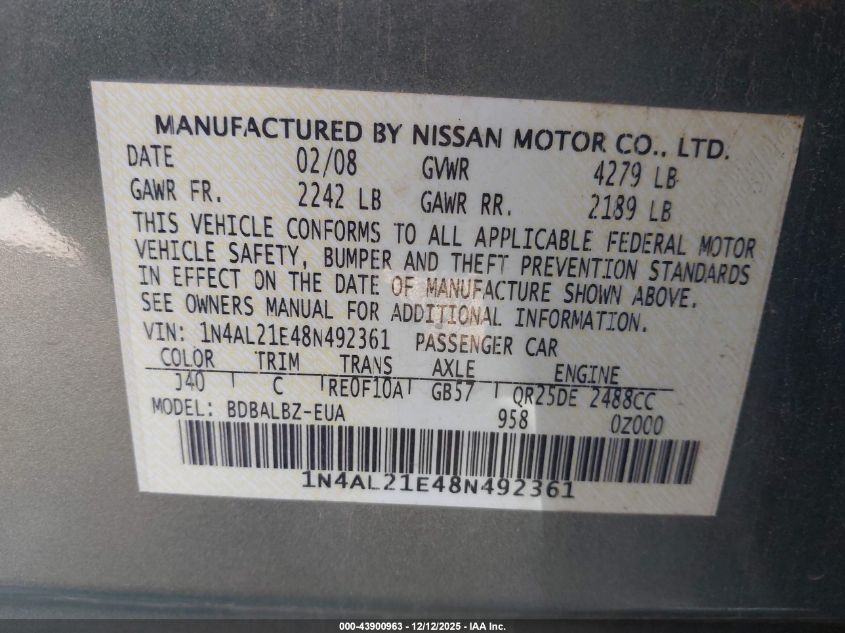 MANUFACTURED BY NISSAN MOTOR CO., LTD.
DATE 02/08 GVWR 4279 LB
GAWR FR. 2242 LB GAWR RR. 2189 LB
THIS VEHICLE CONFORMS TO ALL APPLICABLE FEDERAL MOTOR
VEHICLE SAFETY, BUMPER AND THEFT PREVENTION STANDARDS
IN EFFECT ON THE DATE OF MANUFACTURE SHOWN ABOVE.
SEE OWNERS MANUAL FOR ADDITIONAL INFORMATION.
VIN: 1N4AL21E48N492361 PASSENGER CAR
COLOR TRIM TRANS AXLE ENGINE
J40 C RE0F10A GB57 QR25DE 2488CC
MODEL: BDBALBZ-EUA 958 0Z000
1N4AL21E48N492361
000-43900963 - 12/12/2025 - IAA Inc.